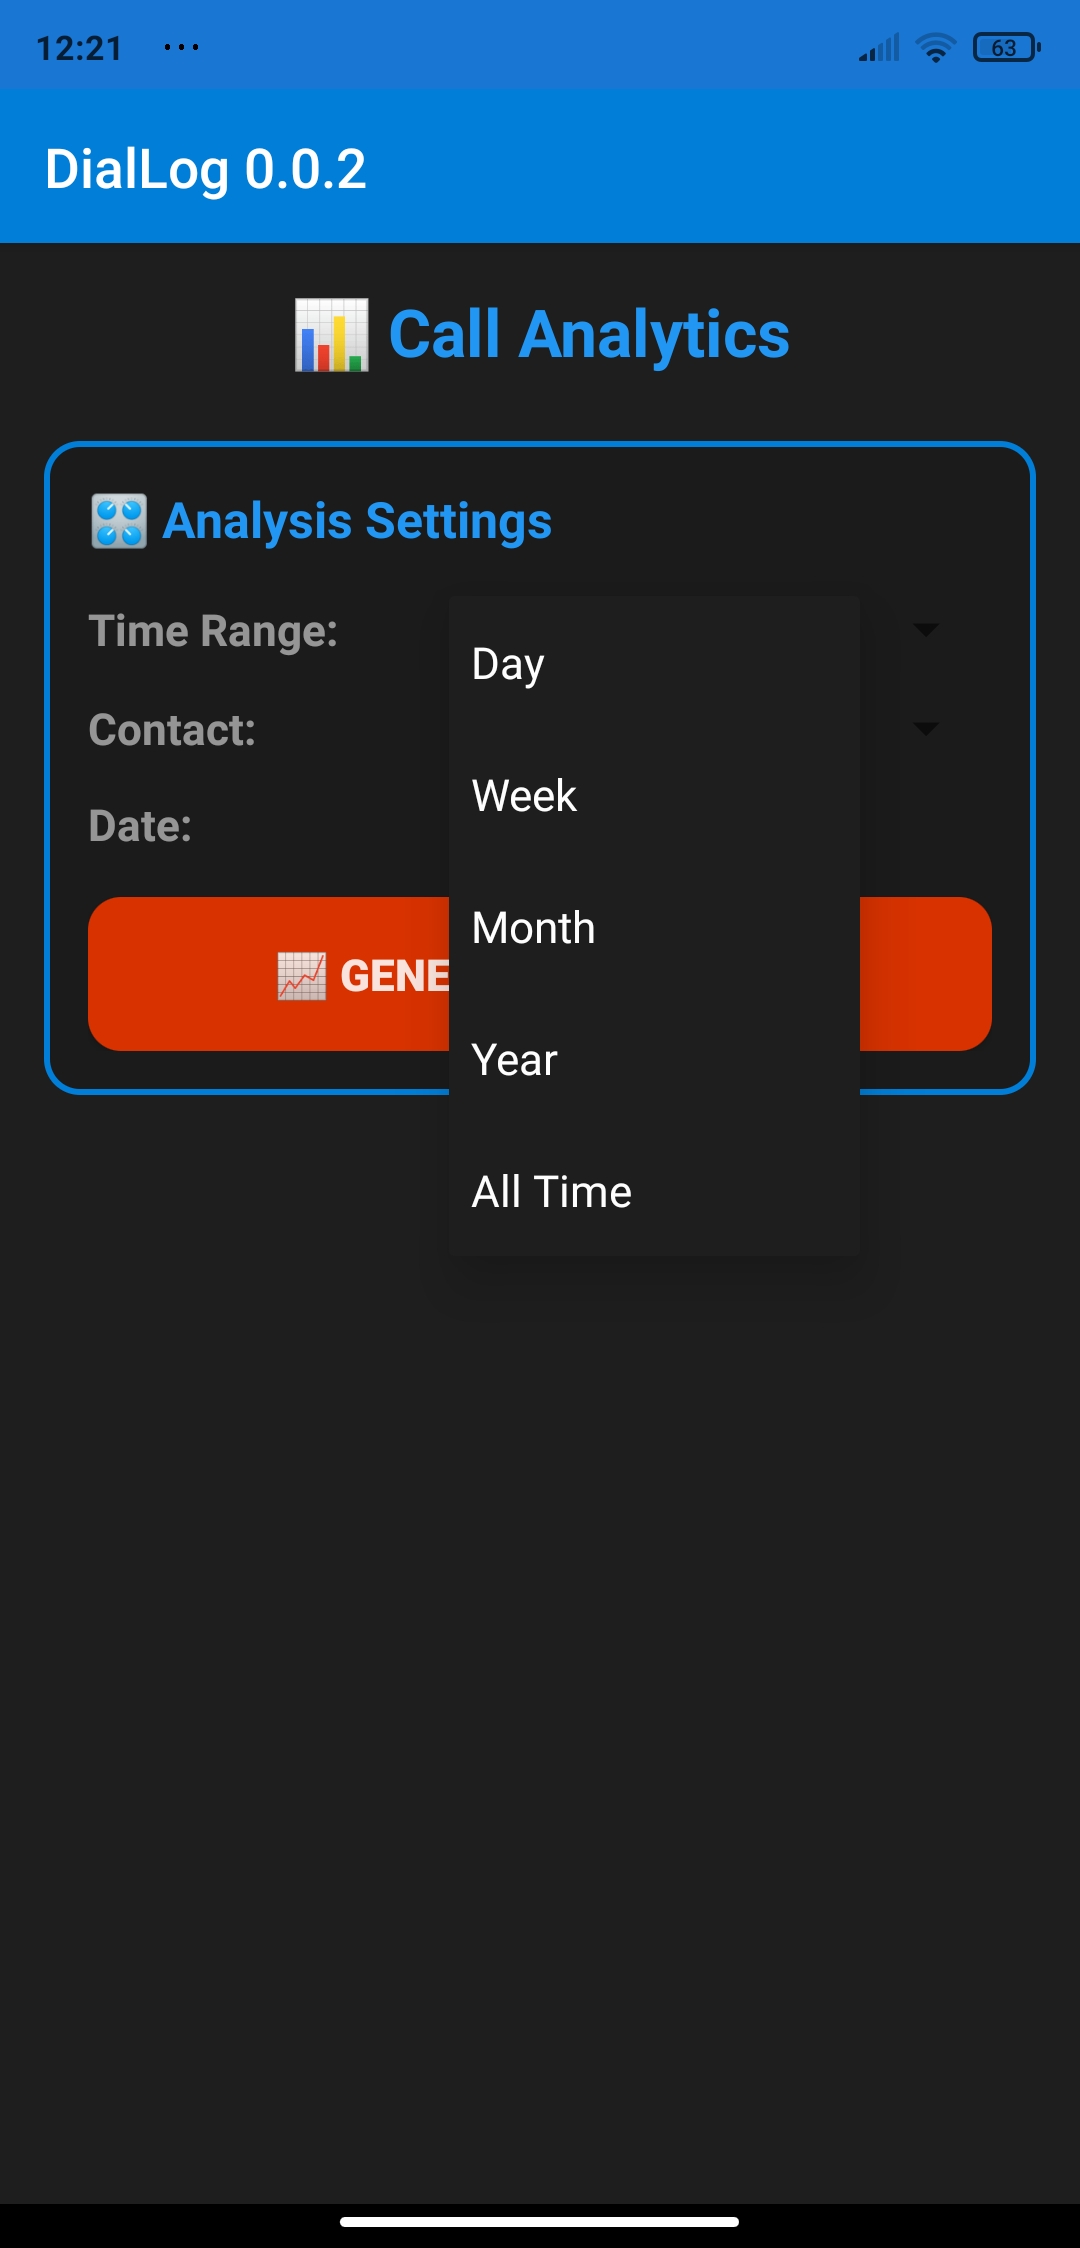 12:21 ... 63
DialLog 0.0.2
Call Analytics
Analysis Settings
Time Range:
Contact:
Date:
GENE
Day
Week
Month
Year
All Time